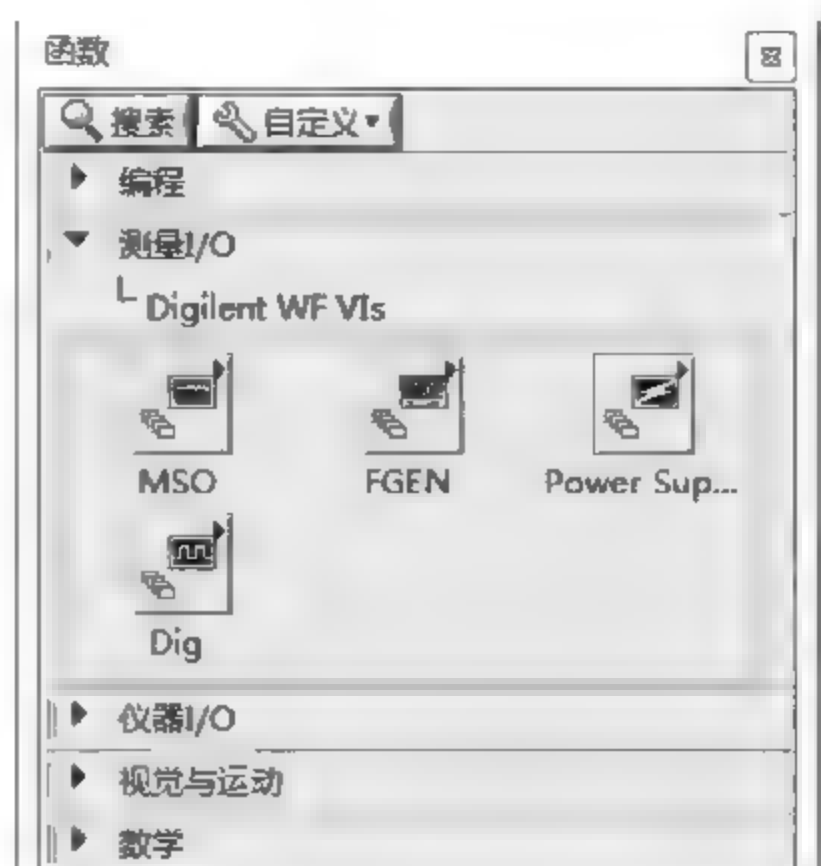 函数
搜索 自定义
编程
测量I/O
Digilent WF VIs
MSO FGEN Power Sup...
Dig
仪器I/O
视觉与运动
数学